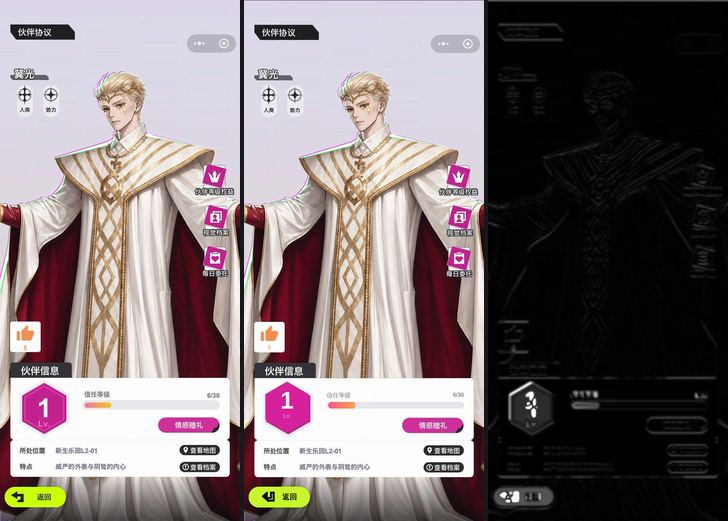 伙伴协议
翼光
人类 势力
伙伴等级权益
视觉档案
每日委托
5
伙伴信息
1
Lv.
信任等级 6/30
情感赠礼
所处位置 新生乐园L2-01 查看地图
特点 威严的外表与阴鸷的内心 查看档案
返回
伙伴协议
翼光
人类 势力
伙伴等级权益
视觉档案
每日委托
5
伙伴信息
1
Lv.
信任等级 6/30
情感赠礼
所处位置 新生乐园L2-01 查看地图
特点 威严的外表与阴鸷的内心 查看档案
返回